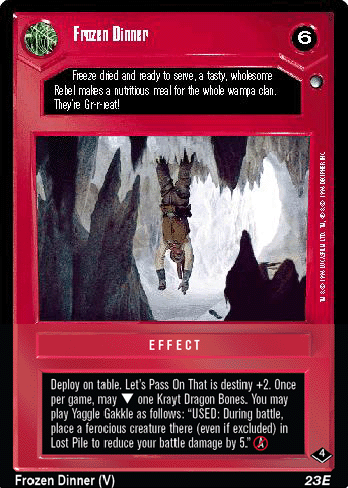 Frozen Dinner
6
Freeze dried and ready to serve, a tasty, wholesome
Rebel makes a nutritious meal for the whole wampa clan.
They're Gr-r-reat!
EFFECT
Deploy on table. Let's Pass On That is destiny +2. Once
per game, may ▼ one Krayt Dragon Bones. You may
play Yaggle Gakkle as follows: “USED: During battle,
place a ferocious creature there (even if excluded) in
Lost Pile to reduce your battle damage by 5.”
4
Frozen Dinner (V)
23E